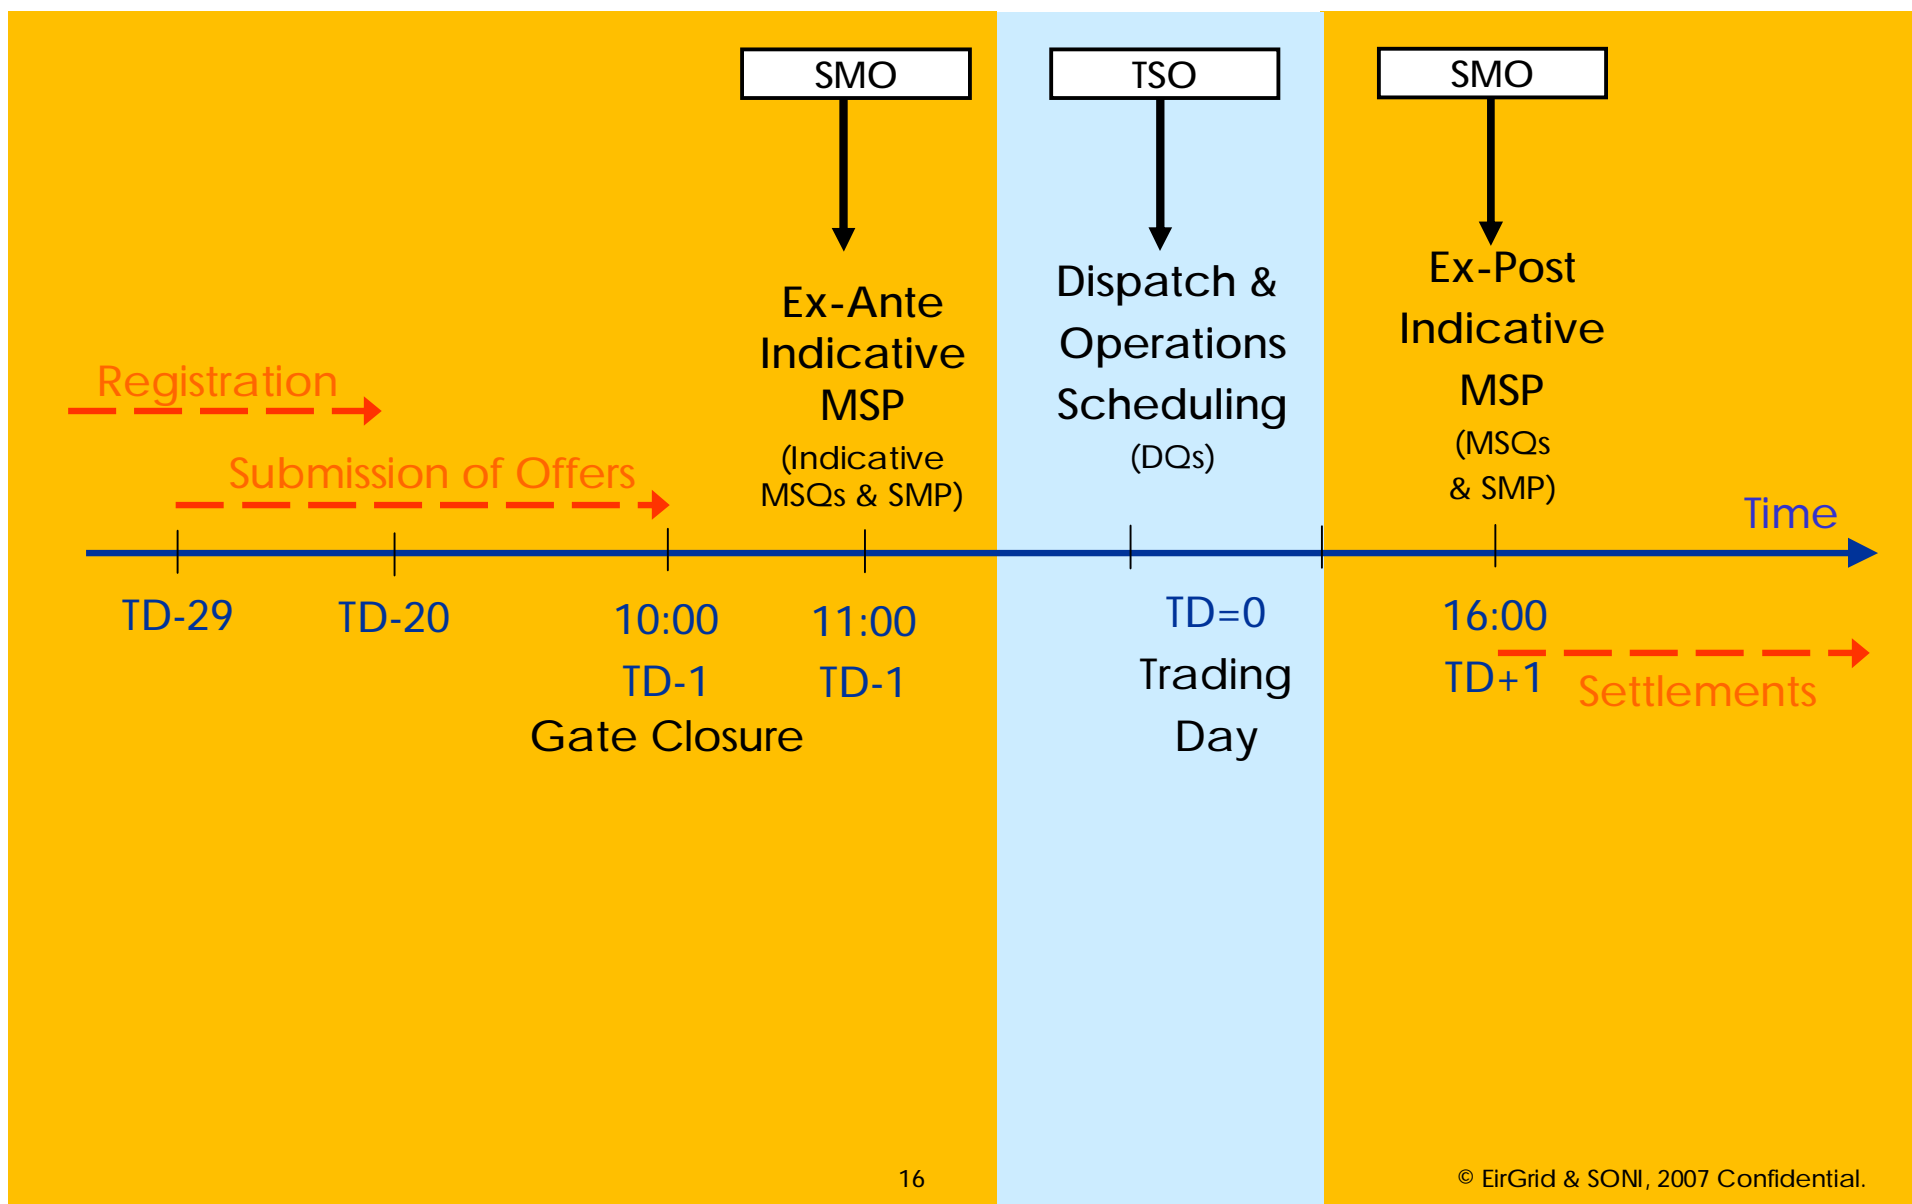 SMO
TSO
SMO
Ex-Ante
Indicative
MSP
(Indicative
MSQs & SMP)
Dispatch &
Operations
Scheduling
(DQs)
Ex-Post
Indicative
MSP
(MSQs
& SMP)
Registration
Submission of Offers
Time
TD-29
TD-20
10:00
TD-1
Gate Closure
11:00
TD-1
TD=0
Trading
Day
16:00
TD+1
Settlements
16
© EirGrid & SONI, 2007 Confidential.